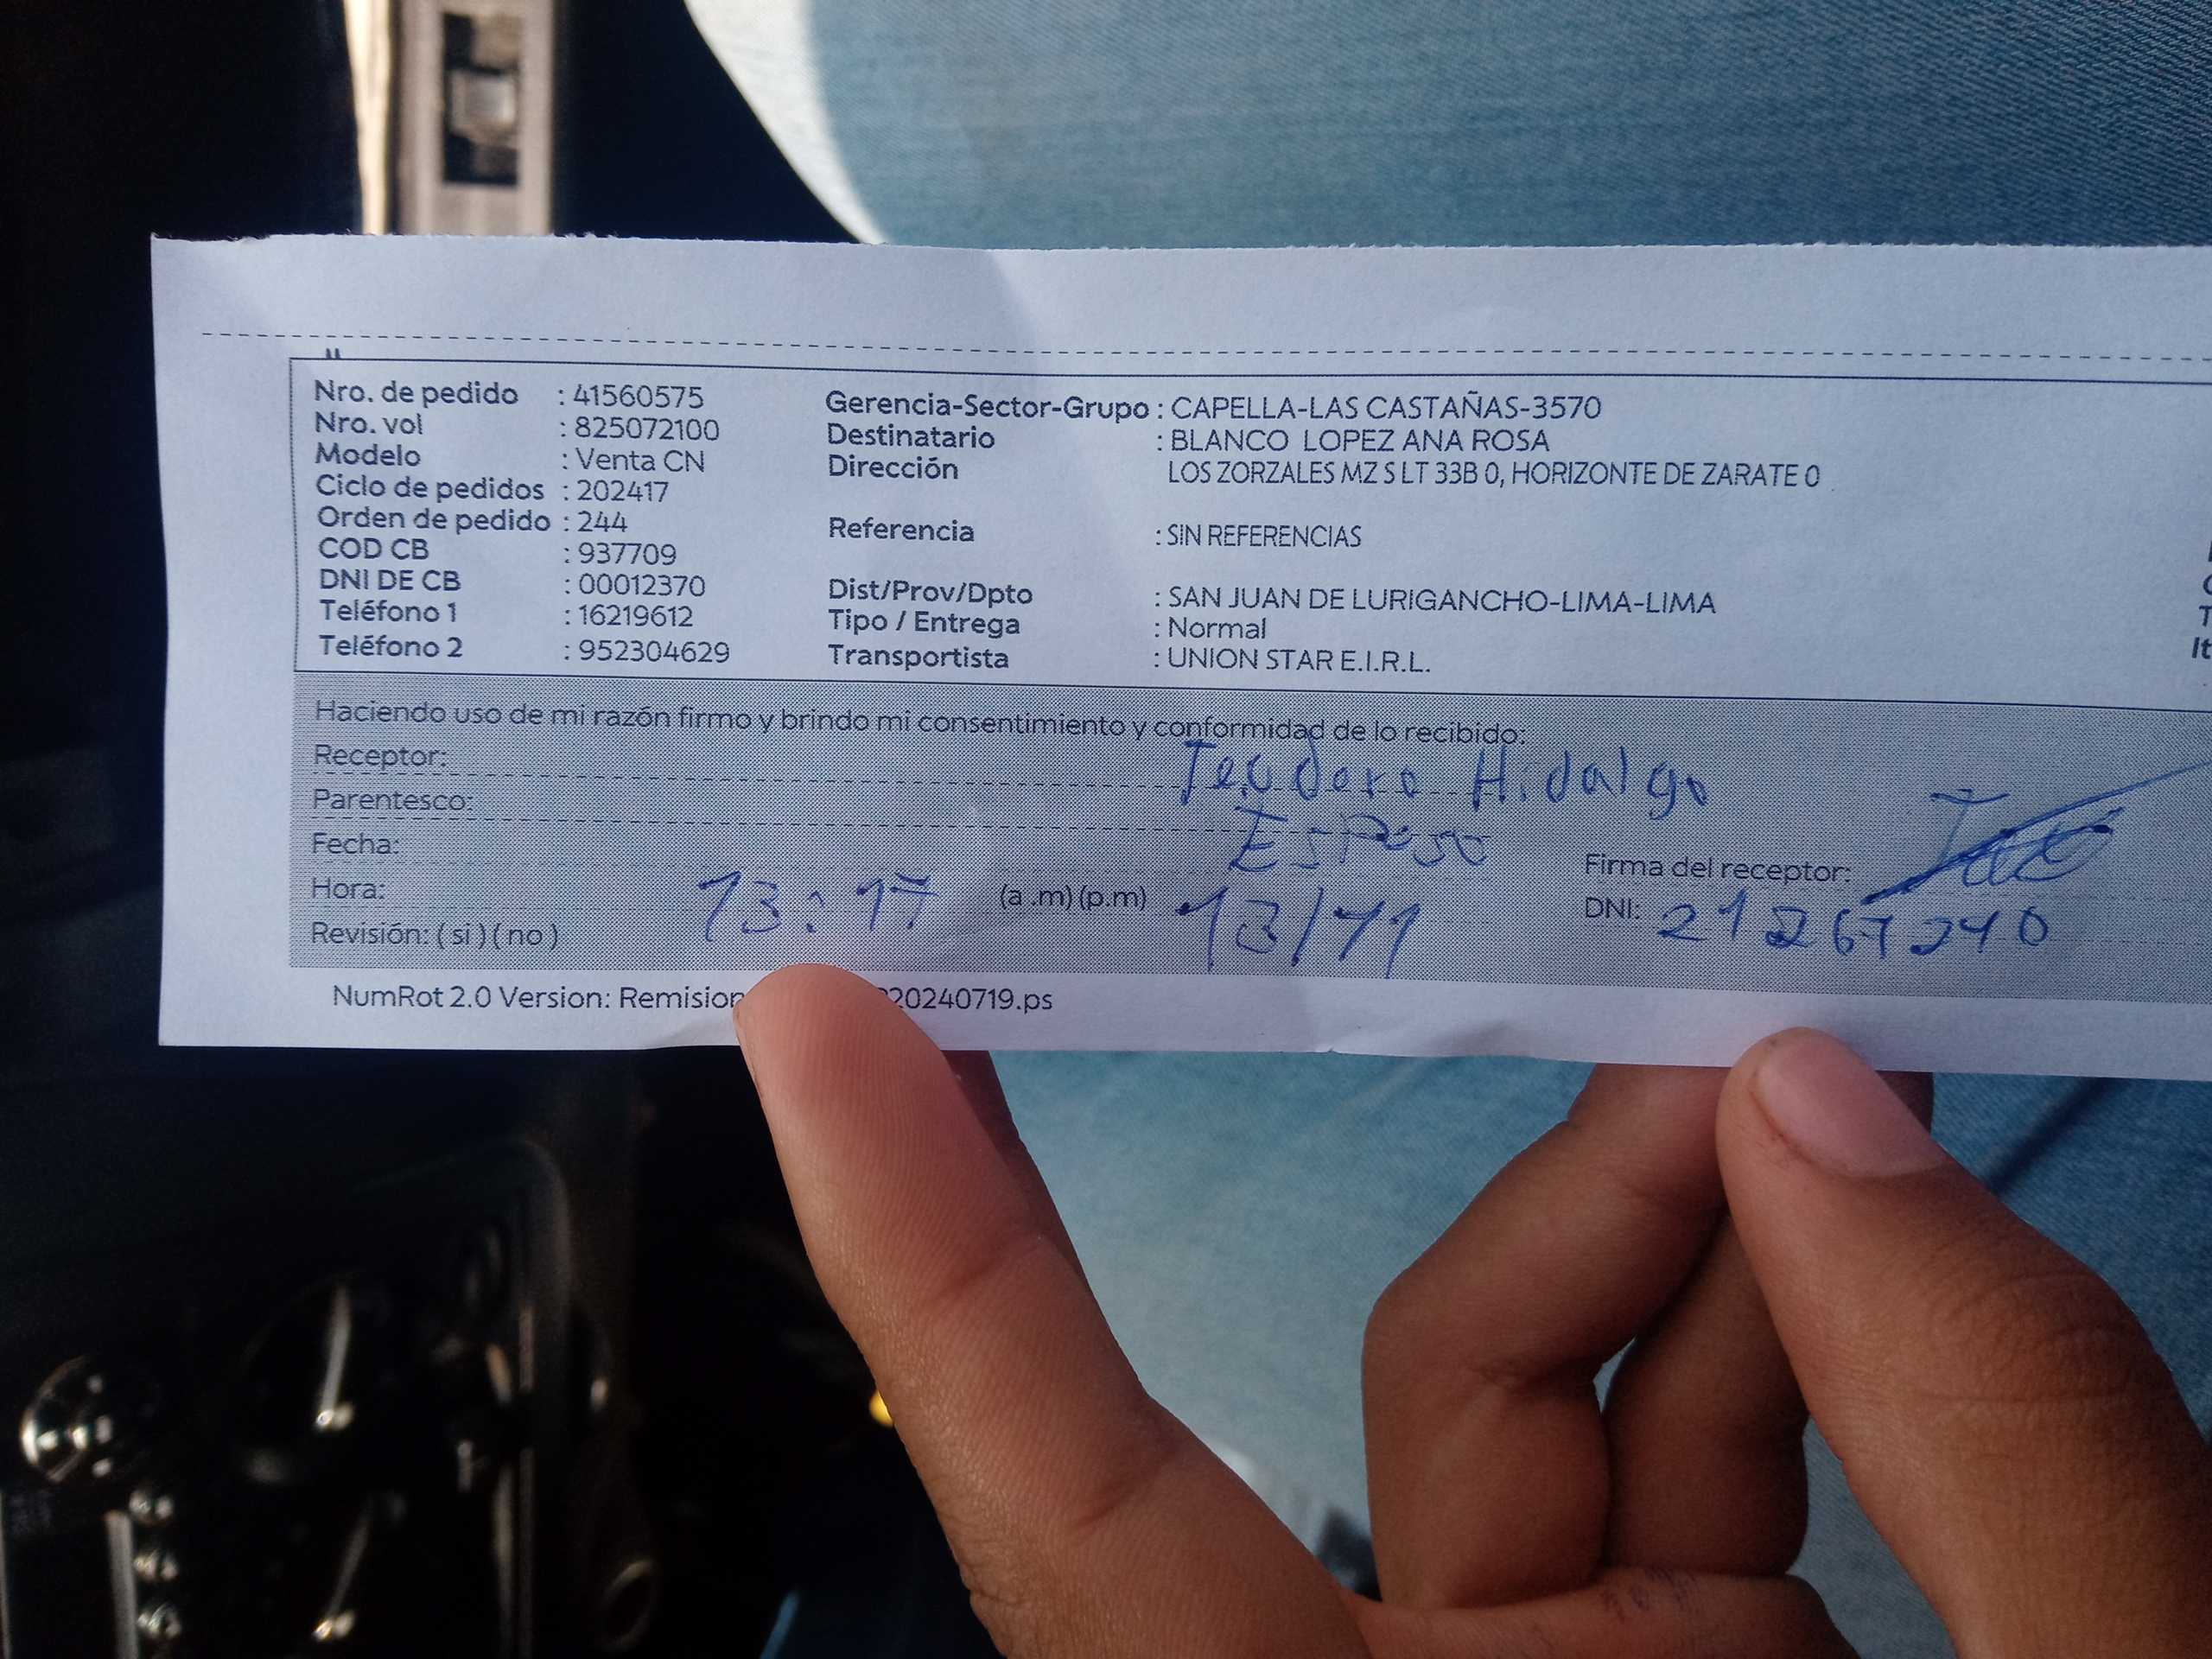 Nro. de pedido : 41560575
Nro. vol : 825072100
Modelo : Venta CN
Ciclo de pedidos : 202417
Orden de pedido : 244
COD CB : 937709
DNI DE CB : 00012370
Teléfono 1 : 16219612
Teléfono 2 : 952304629
Gerencia-Sector-Grupo : CAPELLA-LAS CASTAÑAS-3570
Destinatario : BLANCO LOPEZ ANA ROSA
Dirección LOS ZORZALES MZ S LT 33B 0, HORIZONTE DE ZARATE 0
Referencia : SIN REFERENCIAS
Dist/Prov/Dpto : SAN JUAN DE LURIGANCHO-LIMA-LIMA
Tipo / Entrega : Normal
Transportista : UNION STAR E.I.R.L.
Haciendo uso de mi razón firmo y brindo mi consentimiento y conformidad de lo recibido:
Receptor: Teodoro Hidalgo
Parentesco: Esposo
Fecha:
Hora: 13:17 (a .m) (p.m) 13/11
Revisión: ( si ) ( no )
Firma del receptor:
DNI:
NumRot 2.0 Version: Remision 20240719.ps